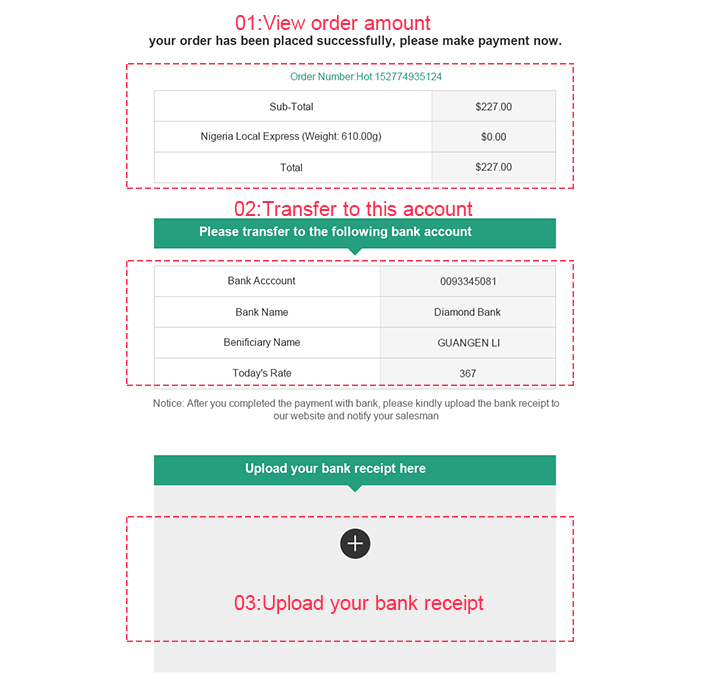 01:View order amount
your order has been placed successfully, please make payment now.
Order Number:Hot 152774935124
Sub-Total $227.00
Nigeria Local Express (Weight: 610.00g) $0.00
Total $227.00
02:Transfer to this account
Please transfer to the following bank account
Bank Acccount 0093345081
Bank Name Diamond Bank
Benificiary Name GUANGEN LI
Today's Rate 367
Notice: After you completed the payment with bank, please kindly upload the bank receipt to
our website and notify your salesman
Upload your bank receipt here
03:Upload your bank receipt